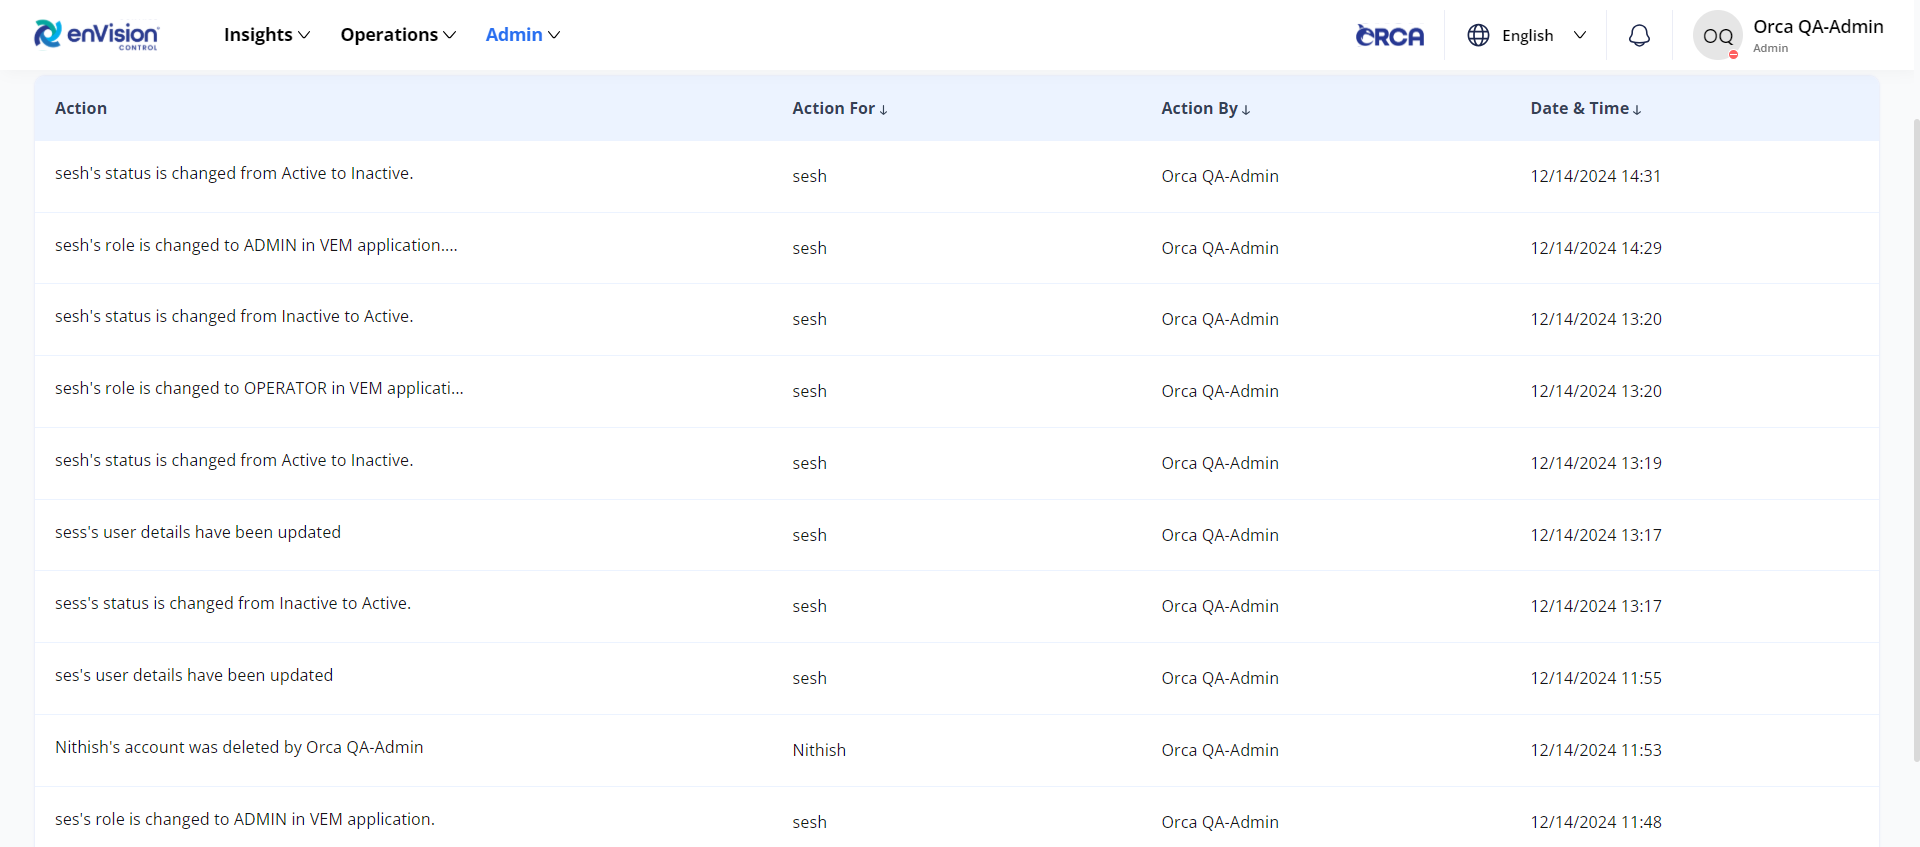 enVision CONTROL Insights Operations Admin ORCA English OQ Orca QA-Admin
Admin
Action Action For↓ Action By↓ Date & Time↓
sesh's status is changed from Active to Inactive. sesh Orca QA-Admin 12/14/2024 14:31
sesh's role is changed to ADMIN in VEM application.... sesh Orca QA-Admin 12/14/2024 14:29
sesh's status is changed from Inactive to Active. sesh Orca QA-Admin 12/14/2024 13:20
sesh's role is changed to OPERATOR in VEM applicati... sesh Orca QA-Admin 12/14/2024 13:20
sesh's status is changed from Active to Inactive. sesh Orca QA-Admin 12/14/2024 13:19
sess's user details have been updated sesh Orca QA-Admin 12/14/2024 13:17
sess's status is changed from Inactive to Active. sesh Orca QA-Admin 12/14/2024 13:17
ses's user details have been updated sesh Orca QA-Admin 12/14/2024 11:55
Nithish's account was deleted by Orca QA-Admin Nithish Orca QA-Admin 12/14/2024 11:53
ses's role is changed to ADMIN in VEM application. sesh Orca QA-Admin 12/14/2024 11:48